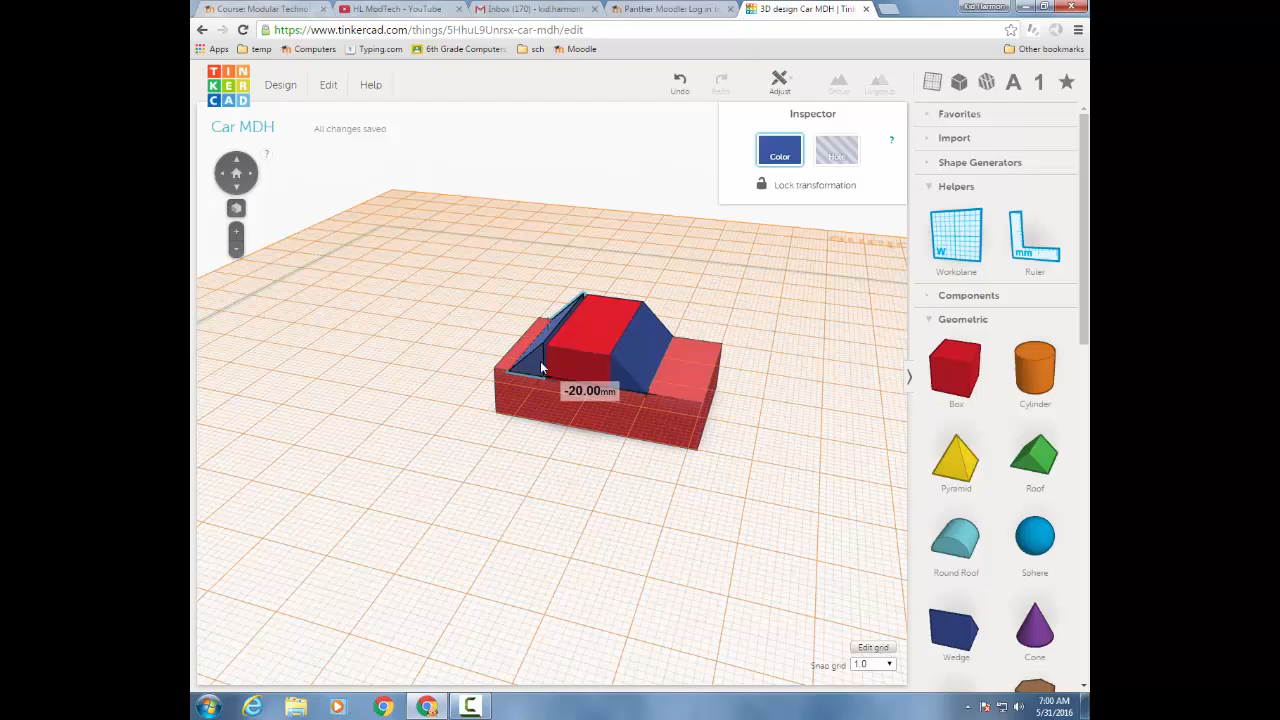 Course: Modular Techno
HL ModTech - YouTube
Inbox (170) - kid.harmon
Panther Moodle: Log in to
3D design Car MDH | Tink
Kid Harmon
https://www.tinkercad.com/things/5HhuL9Unrsx-car-mdh/edit
Apps
temp
Computers
Typing.com
6th Grade Computers
sch
Moodle
Other bookmarks
TIN
KER
CAD
Design
Edit
Help
Undo
Redo
Adjust
Group
Ungroup
A
1
Car MDH
All changes saved
?
Inspector
Color
Hole
?
Lock transformation
Favorites
Import
Shape Generators
Helpers
W
mm
Workplane
Ruler
Components
Geometric
Box
Cylinder
Pyramid
Roof
Round Roof
Sphere
Wedge
Cone
-20.00mm
Edit grid
Snap grid
1.0
7:00 AM
5/31/2016